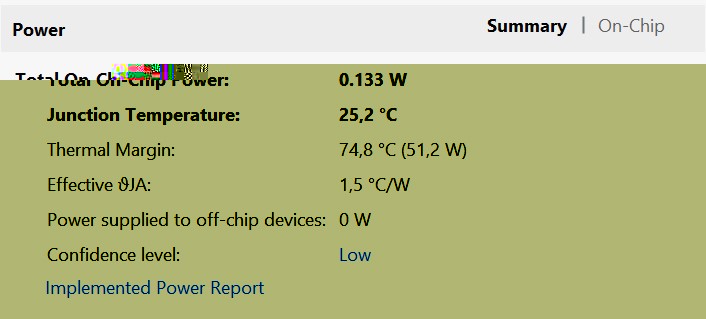 Power
Summary | On-Chip
Total On-Chip Power: 0.133 W
Junction Temperature: 25,2 °C
Thermal Margin: 74,8 °C (51,2 W)
Effective ϑJA: 1,5 °C/W
Power supplied to off-chip devices: 0 W
Confidence level: Low
Implemented Power Report